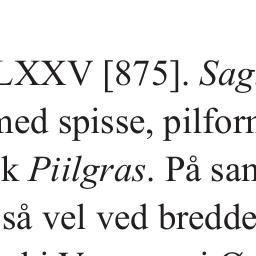 LXXV [875]. Sag
med spisse, pilforn
k Piilgras. På san
så vel ved bredde